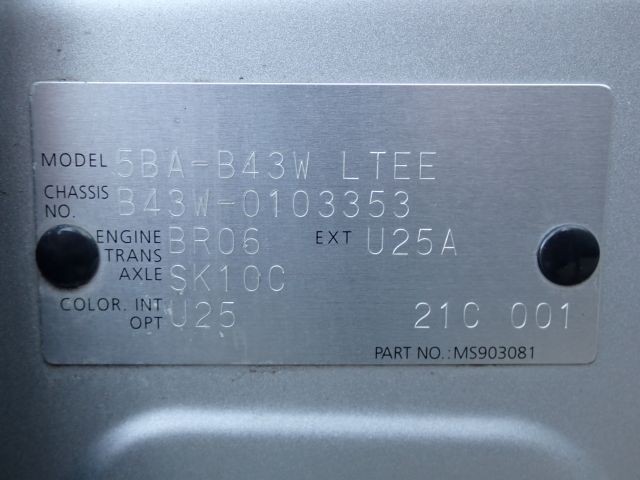 MODEL 5BA-B43W LTEE
CHASSIS NO. B43W-0103353
ENGINE BR06 EXT U25A
TRANS AXLE SK10C
COLOR. INT OPT U25 21C 001
PART NO.:MS903081